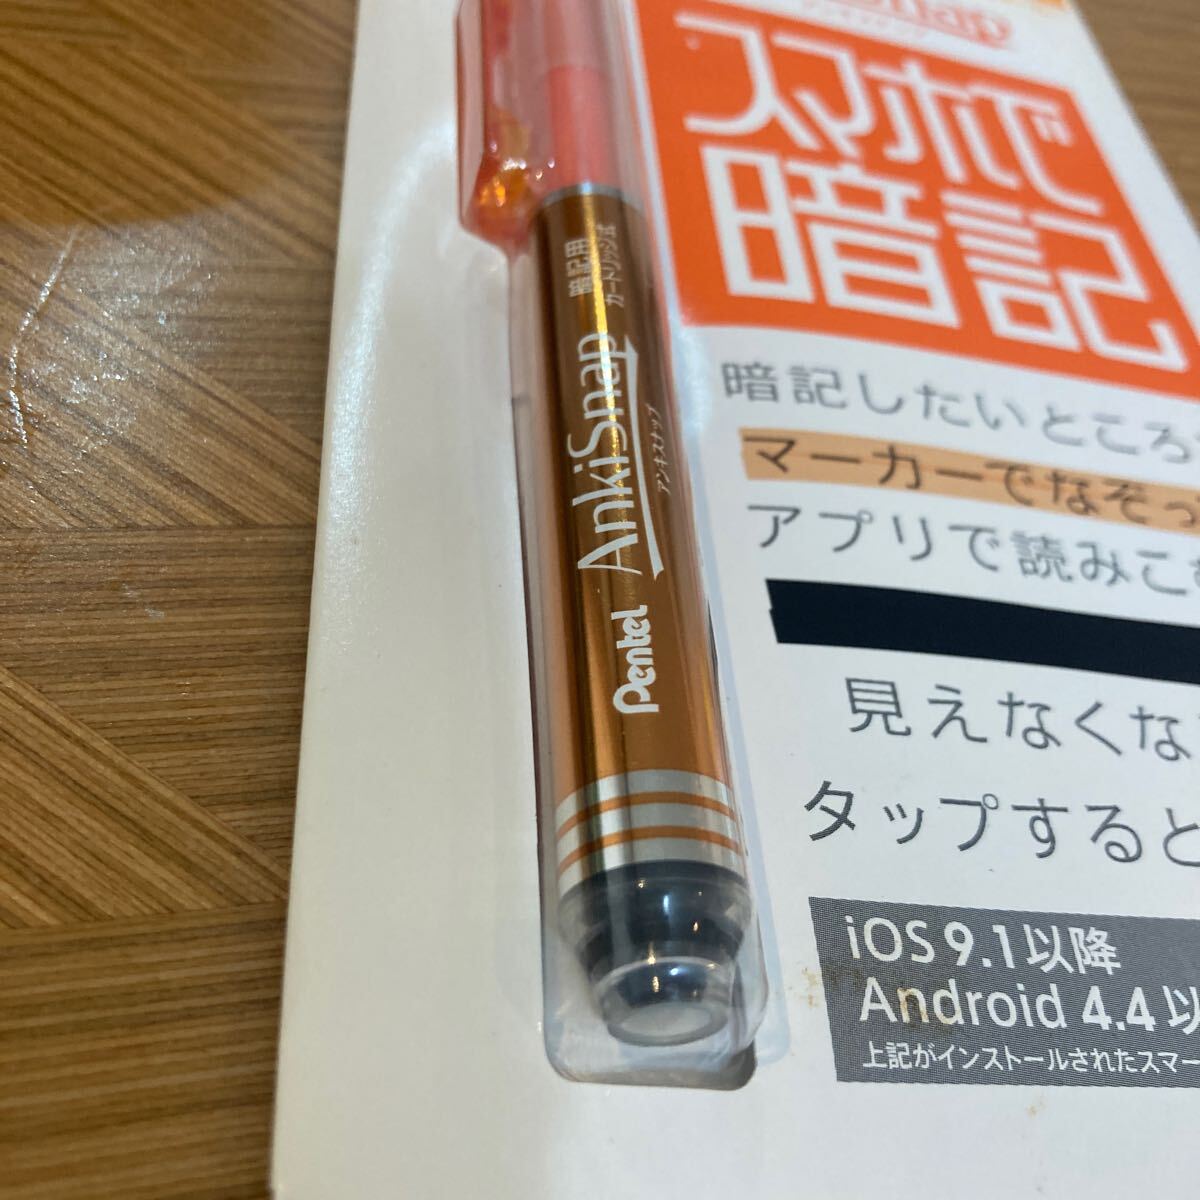 スマホで
暗記
暗記したいところ
マーカーでなぞっ
アプリで読みこ
見えなくな
タップすると
iOS 9.1以降
Android 4.4以
上記がインストールされたスマー
暗記用
カートリッジ式
AnkiSnap
アンキスナップ
Pentel